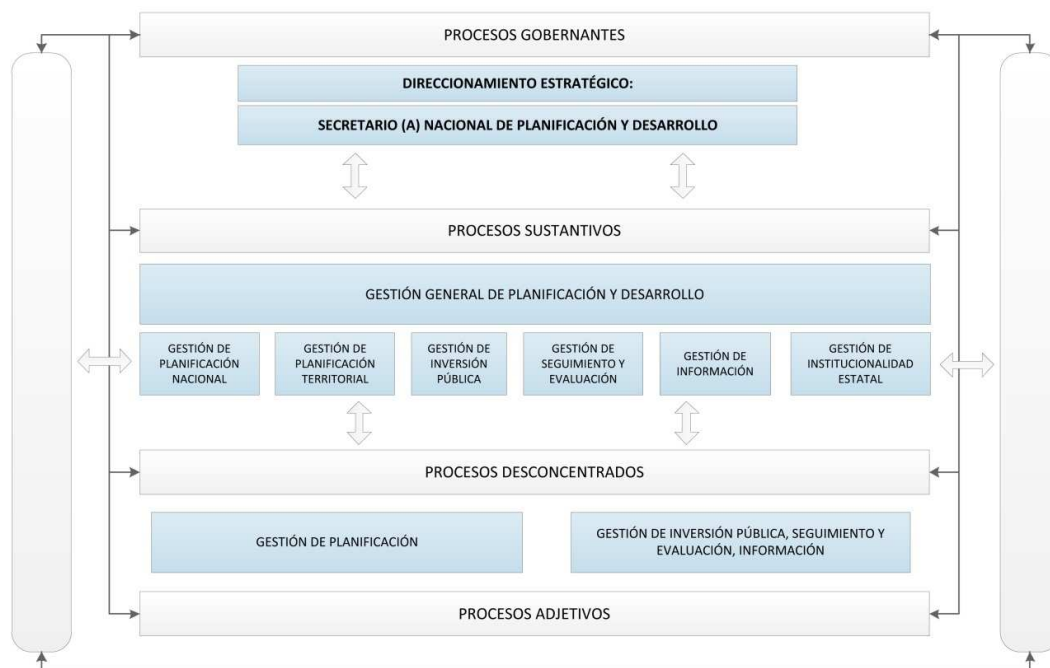 PROCESOS GOBERNANTES
DIRECCIONAMIENTO ESTRATÉGICO:
SECRETARIO (A) NACIONAL DE PLANIFICACIÓN Y DESARROLLO
PROCESOS SUSTANTIVOS
GESTIÓN GENERAL DE PLANIFICACIÓN Y DESARROLLO
GESTIÓN DE
PLANIFICACIÓN
NACIONAL
GESTIÓN DE
PLANIFICACIÓN
TERRITORIAL
GESTIÓN DE
INVERSIÓN
PÚBLICA
GESTIÓN DE
SEGUIMIENTO Y
EVALUACIÓN
GESTIÓN DE
INFORMACIÓN
GESTIÓN DE
INSTITUCIONALIDAD
ESTATAL
PROCESOS DESCONCENTRADOS
GESTIÓN DE PLANIFICACIÓN
GESTIÓN DE INVERSIÓN PÚBLICA, SEGUIMIENTO Y
EVALUACIÓN, INFORMACIÓN
PROCESOS ADJETIVOS